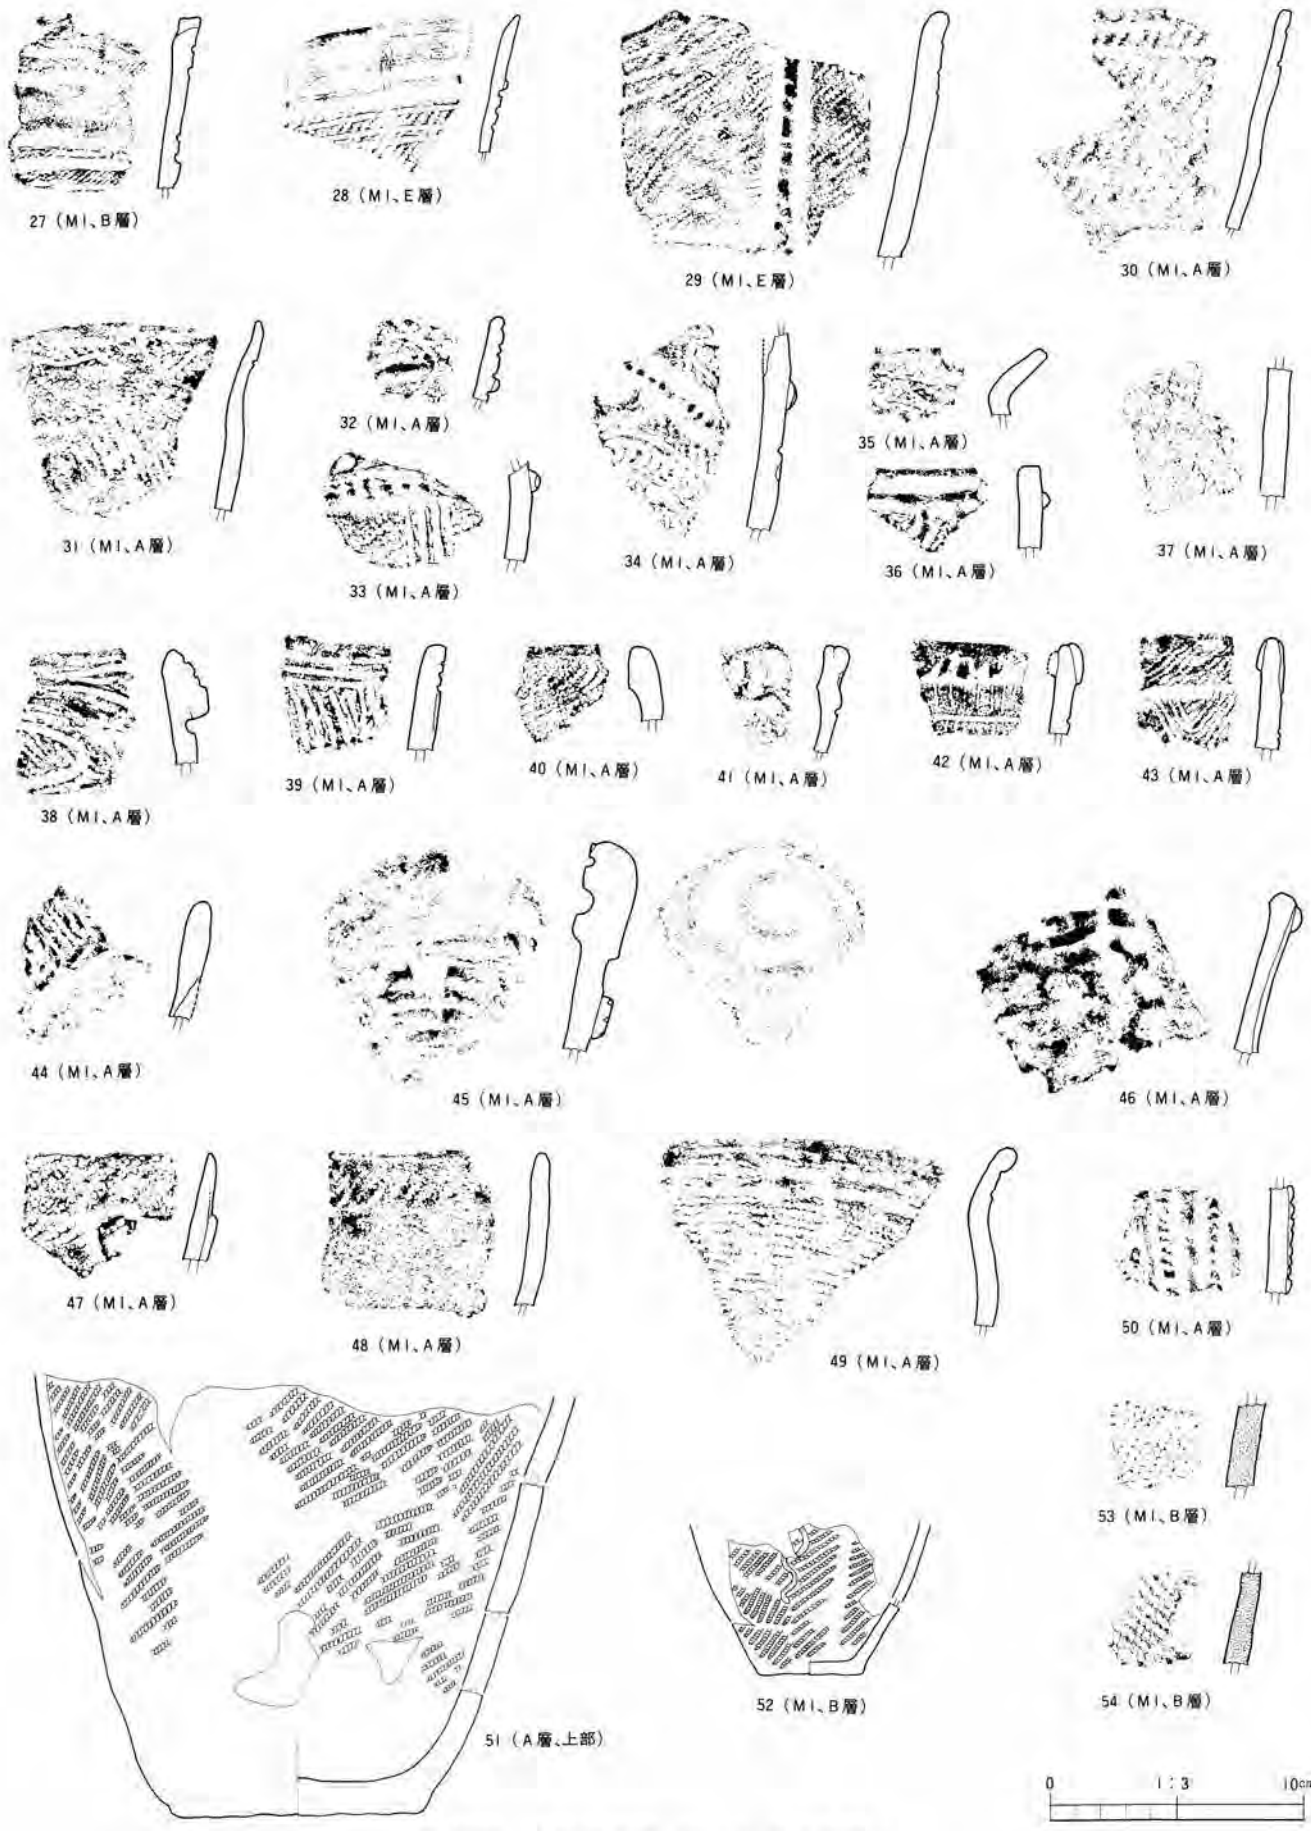 27 (MI、B層)
28 (MI、E層)
29 (MI、E層)
30 (MI、A層)
31 (MI、A層)
32 (MI、A層)
33 (MI、A層)
34 (MI、A層)
35 (MI、A層)
36 (MI、A層)
37 (MI、A層)
38 (MI、A層)
39 (MI、A層)
40 (MI、A層)
41 (MI、A層)
42 (MI、A層)
43 (MI、A層)
44 (MI、A層)
45 (MI、A層)
46 (MI、A層)
47 (MI、A層)
48 (MI、A層)
49 (MI、A層)
50 (MI、A層)
51 (A層、上部)
52 (MI、B層)
53 (MI、B層)
54 (MI、B層)
0 1:3 10cm